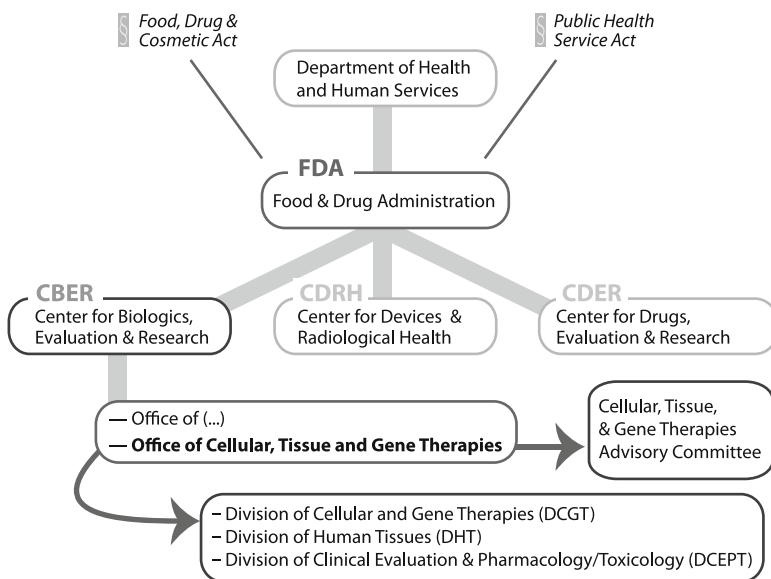 § Food, Drug &
Cosmetic Act
§ Public Health
Service Act
Department of Health
and Human Services
FDA
Food & Drug Administration
CBER
Center for Biologics,
Evaluation & Research
CDRH
Center for Devices &
Radiological Health
CDER
Center for Drugs,
Evaluation & Research
— Office of (...)
— Office of Cellular, Tissue and Gene Therapies
Cellular, Tissue,
& Gene Therapies
Advisory Committee
– Division of Cellular and Gene Therapies (DCGT)
– Division of Human Tissues (DHT)
– Division of Clinical Evaluation & Pharmacology/Toxicology (DCEPT)